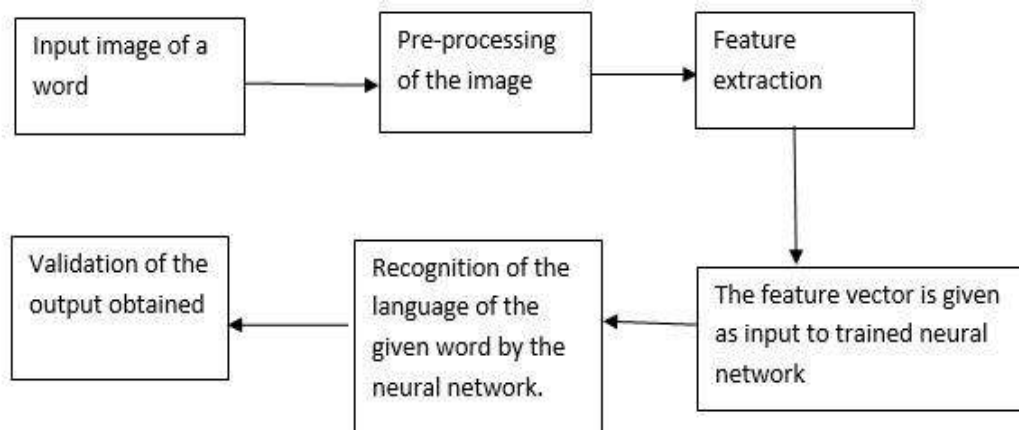 Input image of a
word
Pre-processing
of the image
Feature
extraction
The feature vector is given
as input to trained neural
network
Recognition of the
language of the
given word by the
neural network.
Validation of the
output obtained